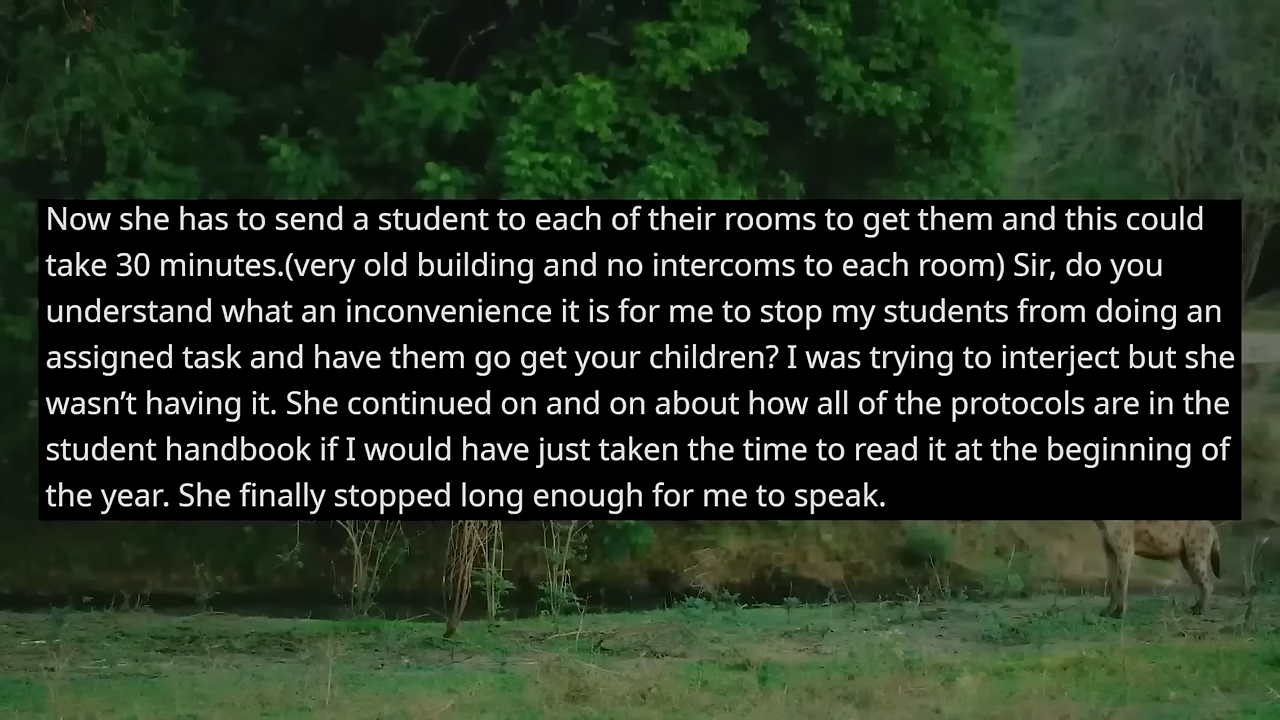 Now she has to send a student to each of their rooms to get them and this could
take 30 minutes.(very old building and no intercoms to each room) Sir, do you
understand what an inconvenience it is for me to stop my students from doing an
assigned task and have them go get your children? I was trying to interject but she
wasn’t having it. She continued on and on about how all of the protocols are in the
student handbook if I would have just taken the time to read it at the beginning of
the year. She finally stopped long enough for me to speak.